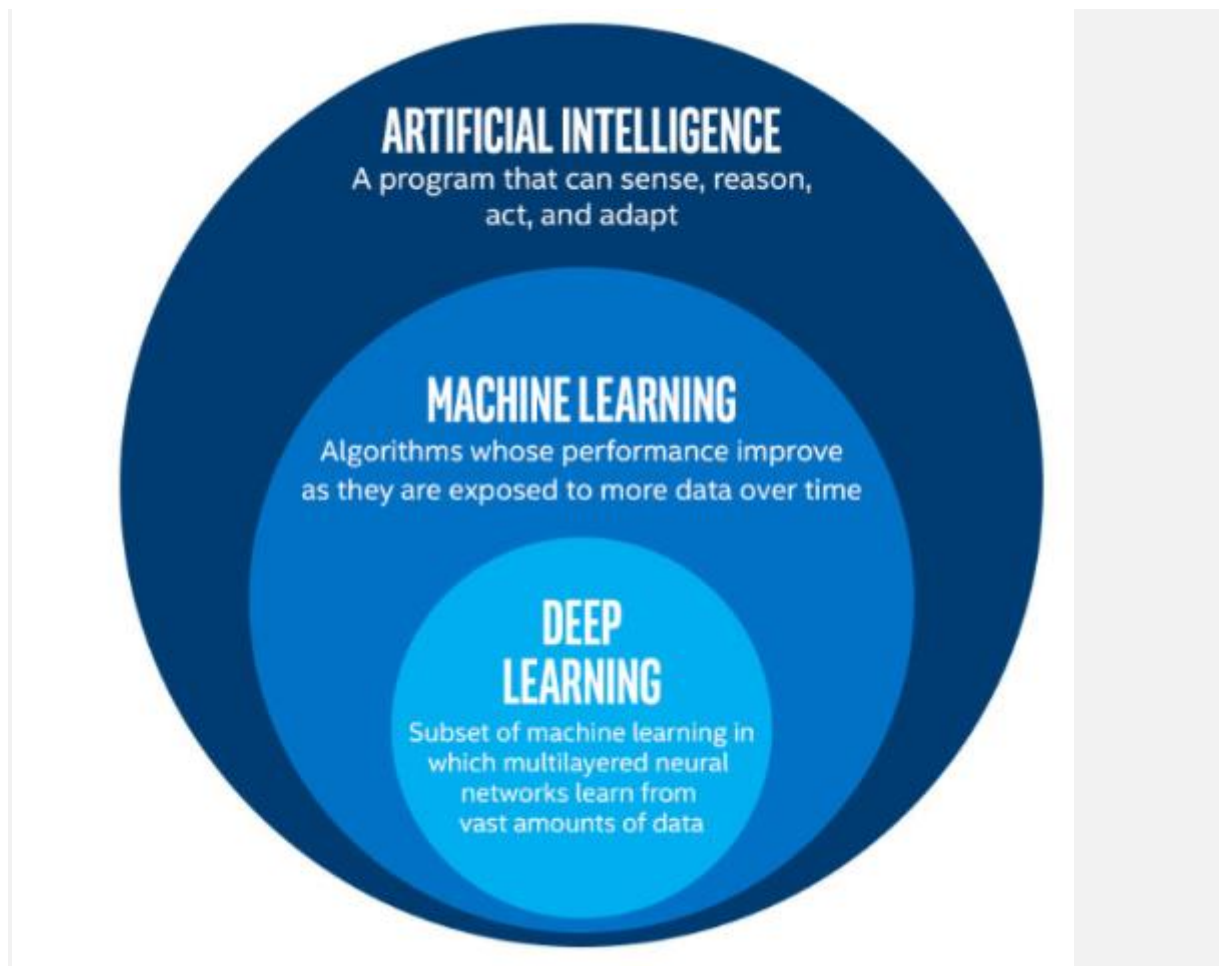 ARTIFICIAL INTELLIGENCE
A program that can sense, reason,
act, and adapt
MACHINE LEARNING
Algorithms whose performance improve
as they are exposed to more data over time
DEEP
LEARNING
Subset of machine learning in
which multilayered neural
networks learn from
vast amounts of data